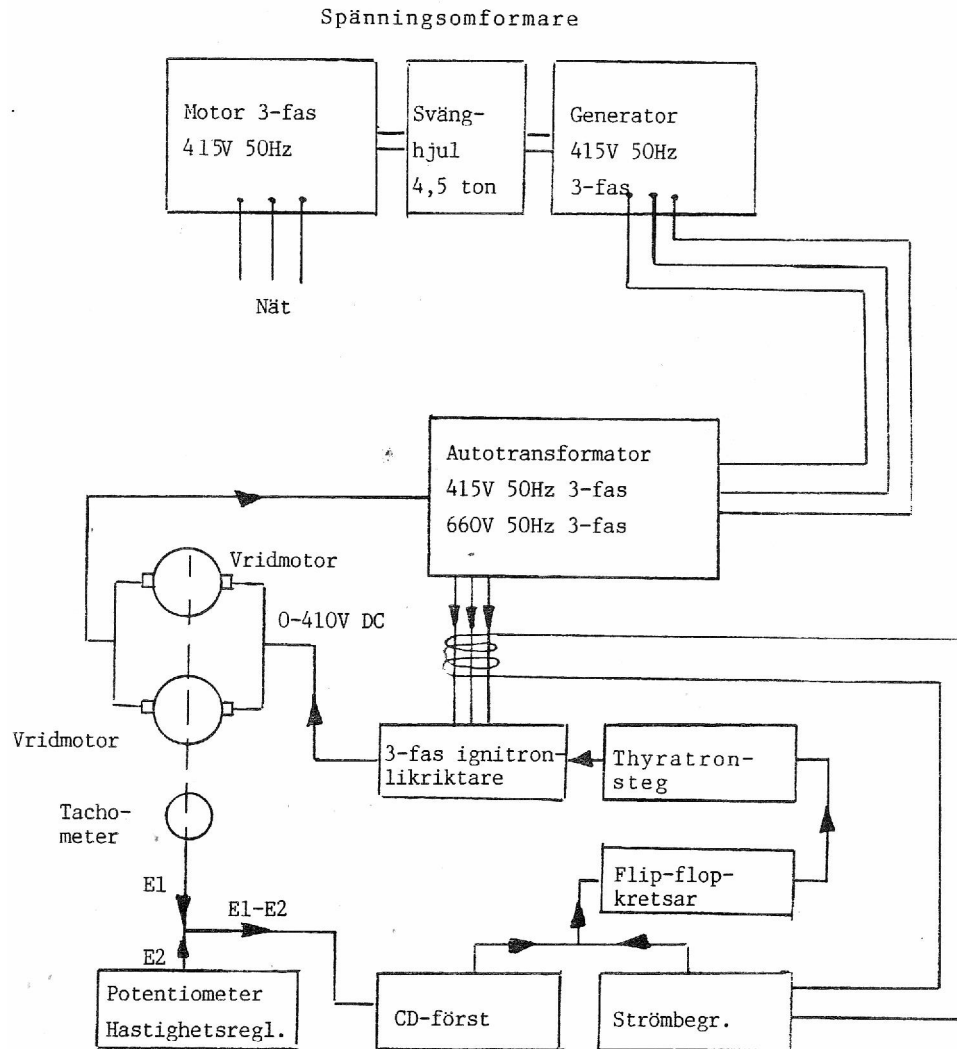 Spänningsomformare
Motor 3-fas
415V 50Hz
Sväng-
hjul
4,5 ton
Generator
415V 50Hz
3-fas
Nät
Autotransformator
415V 50Hz 3-fas
660V 50Hz 3-fas
Vridmotor
0-410V DC
Vridmotor
3-fas ignitron-
likriktare
Thyratron-
steg
Tacho-
meter
Flip-flop-
kretsar
E1
E1-E2
E2
Potentiometer
Hastighetsregl.
CD-först
Strömbegr.